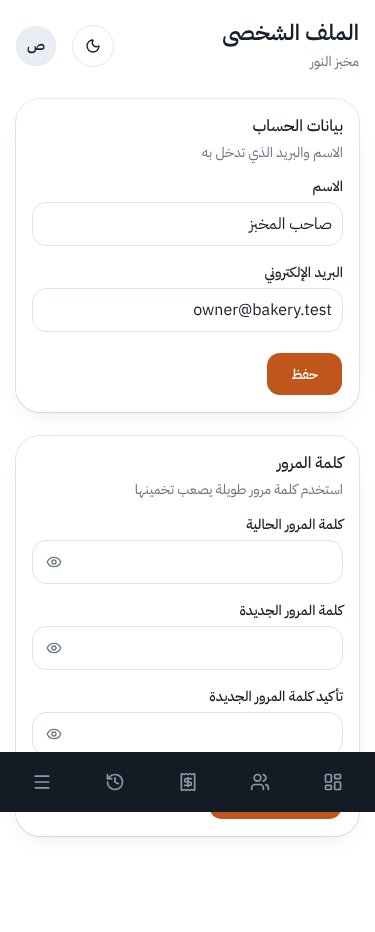 الملف الشخصي
مخبز النور
ص
بيانات الحساب
الاسم والبريد الذي تدخل به
الاسم
صاحب المخبز
البريد الإلكتروني
owner@bakery.test
حفظ
كلمة المرور
استخدم كلمة مرور طويلة يصعب تخمينها
كلمة المرور الحالية
كلمة المرور الجديدة
تأكيد كلمة المرور الجديدة